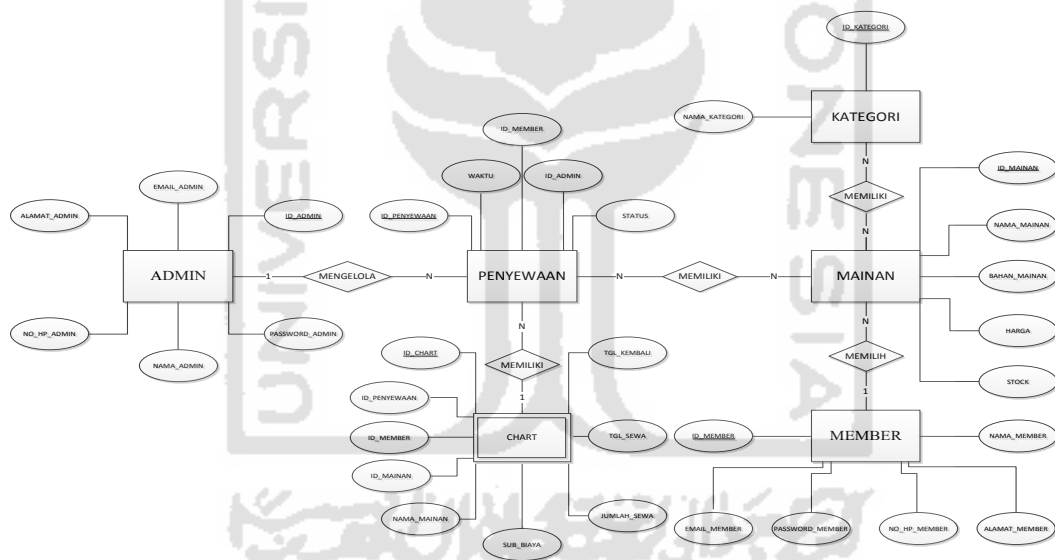 ID_KATEGORI
NAMA_KATEGORI
KATEGORI
N
MEMILIKI
N
ID_MEMBER
WAKTU
ID_ADMIN
ID_PENYEWAAN
STATUS
EMAIL_ADMIN
ALAMAT_ADMIN
ID_ADMIN
ADMIN
1
MENGELOLA
N
PENYEWAAN
N
MEMILIKI
N
MAINAN
ID_MAINAN
NAMA_MAINAN
BAHAN_MAINAN
HARGA
STOCK
NO_HP_ADMIN
NAMA_ADMIN
PASSWORD_ADMIN
N
MEMILIKI
1
N
MEMILIH
1
ID_CHART
TGL_KEMBALI
ID_PENYEWAAN
ID_MEMBER
CHART
TGL_SEWA
ID_MAINAN
NAMA_MAINAN
SUB_BIAYA
JUMLAH_SEWA
ID_MEMBER
MEMBER
NAMA_MEMBER
EMAIL_MEMBER
PASSWORD_MEMBER
NO_HP_MEMBER
ALAMAT_MEMBER
UNIVERSI
ONESIA